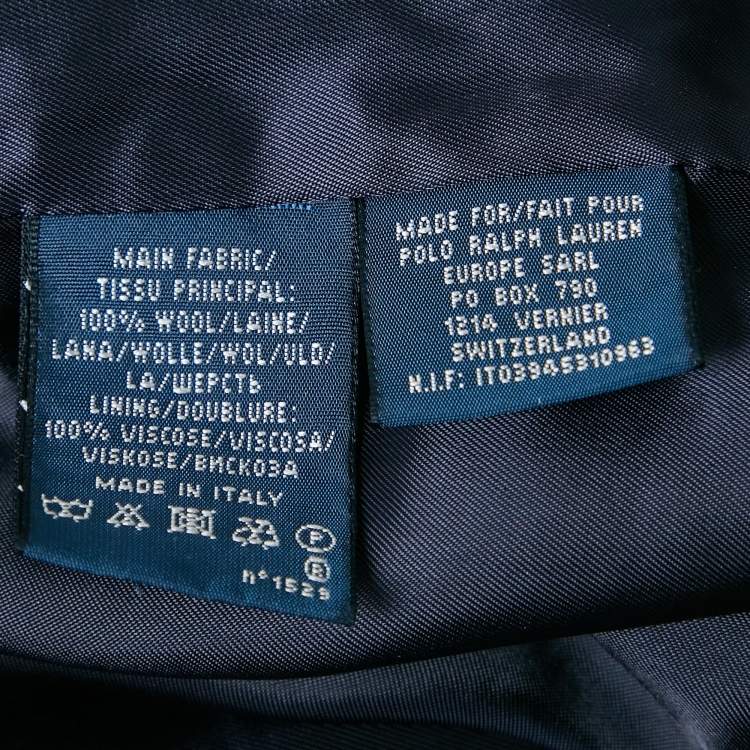 MAIN FABRIC/
TISSU PRINCIPAL:
100% WOOL/LAINE/
LANA/WOLLE/WOL/ULD/
LA/ШЕРСТЬ
LINING/DOUBLURE:
100% VISCOSE/VISCOSA/
VISKOSE/ВИСКОЗА
MADE IN ITALY
P
B
n°1529
MADE FOR/FAIT POUR
POLO RALPH LAUREN
EUROPE SARL
PO BOX 790
1214 VERNIER
SWITZERLAND
N.I.F: IT03945310963